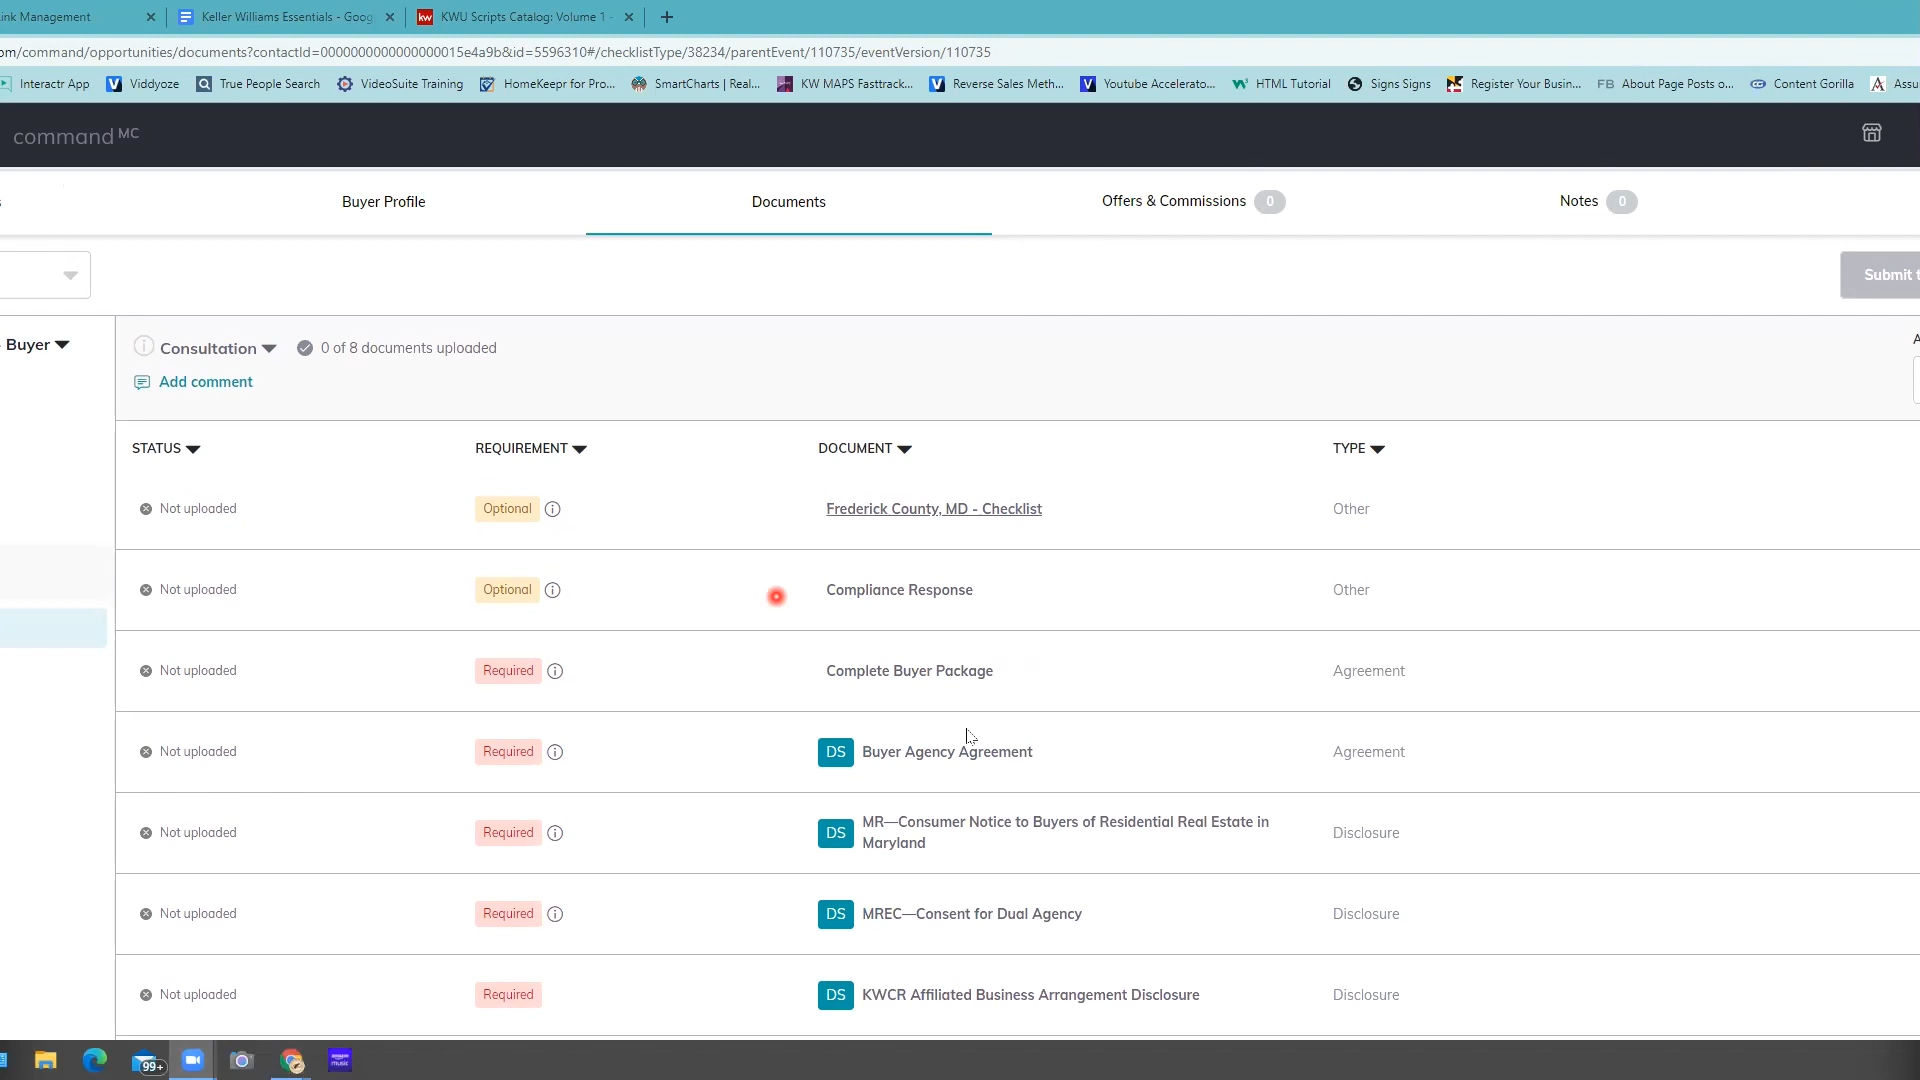 ink Management
Keller Williams Essentials - Goog
KWU Scripts Catalog: Volume 1 -
om/command/opportunities/documents?contactId=0000000000000000015e4a9b&id=5596310#/checklistType/38234/parentEvent/110735/eventVersion/110735
Interactr App
Viddyoze
True People Search
VideoSuite Training
HomeKeepr for Pro...
SmartCharts | Real...
KW MAPS Fasttrack...
Reverse Sales Meth...
Youtube Accelerato...
HTML Tutorial
Signs Signs
Register Your Busin...
FB About Page Posts o...
Content Gorilla
Assu
command MC
s
Buyer Profile
Documents
Offers & Commissions 0
Notes 0
Submit t
Buyer
Consultation
0 of 8 documents uploaded
A
Add comment
STATUS REQUIREMENT DOCUMENT TYPE
Not uploaded Optional Frederick County, MD - Checklist Other
Not uploaded Optional Compliance Response Other
Not uploaded Required Complete Buyer Package Agreement
Not uploaded Required DS Buyer Agency Agreement Agreement
Not uploaded Required DS MR—Consumer Notice to Buyers of Residential Real Estate in Disclosure
Maryland
Not uploaded Required DS MREC—Consent for Dual Agency Disclosure
Not uploaded Required DS KWCR Affiliated Business Arrangement Disclosure Disclosure
99+